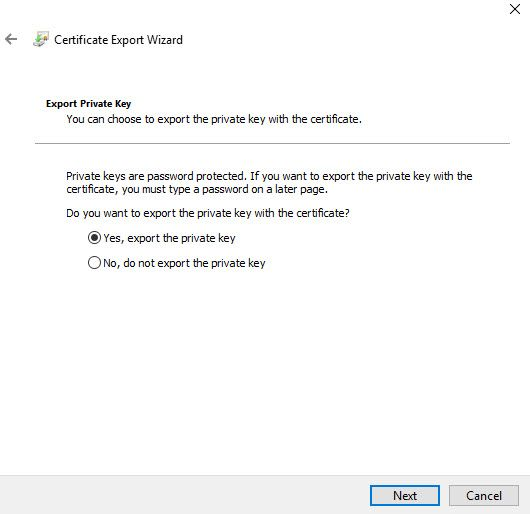 Certificate Export Wizard
Export Private Key
You can choose to export the private key with the certificate.
Private keys are password protected. If you want to export the private key with the
certificate, you must type a password on a later page.
Do you want to export the private key with the certificate?
Yes, export the private key
No, do not export the private key
Next
Cancel